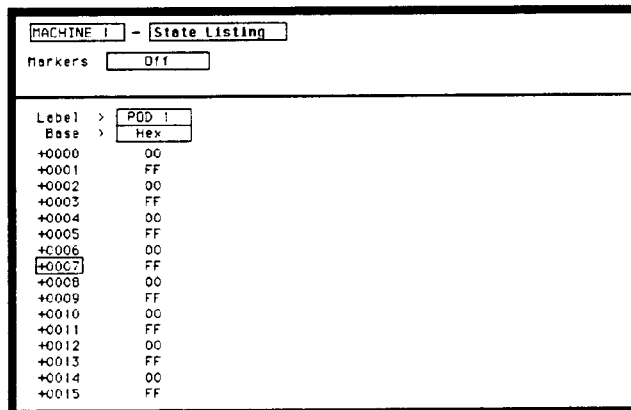 MACHINE 1 - State Listing
Markers Off
Label > POD 1
Base > Hex
+0000 00
+0001 FF
+0002 00
+0003 FF
+0004 00
+0005 FF
+0006 00
+0007 FF
+0008 00
+0009 FF
+0010 00
+0011 FF
+0012 00
+0013 FF
+0014 00
+0015 FF